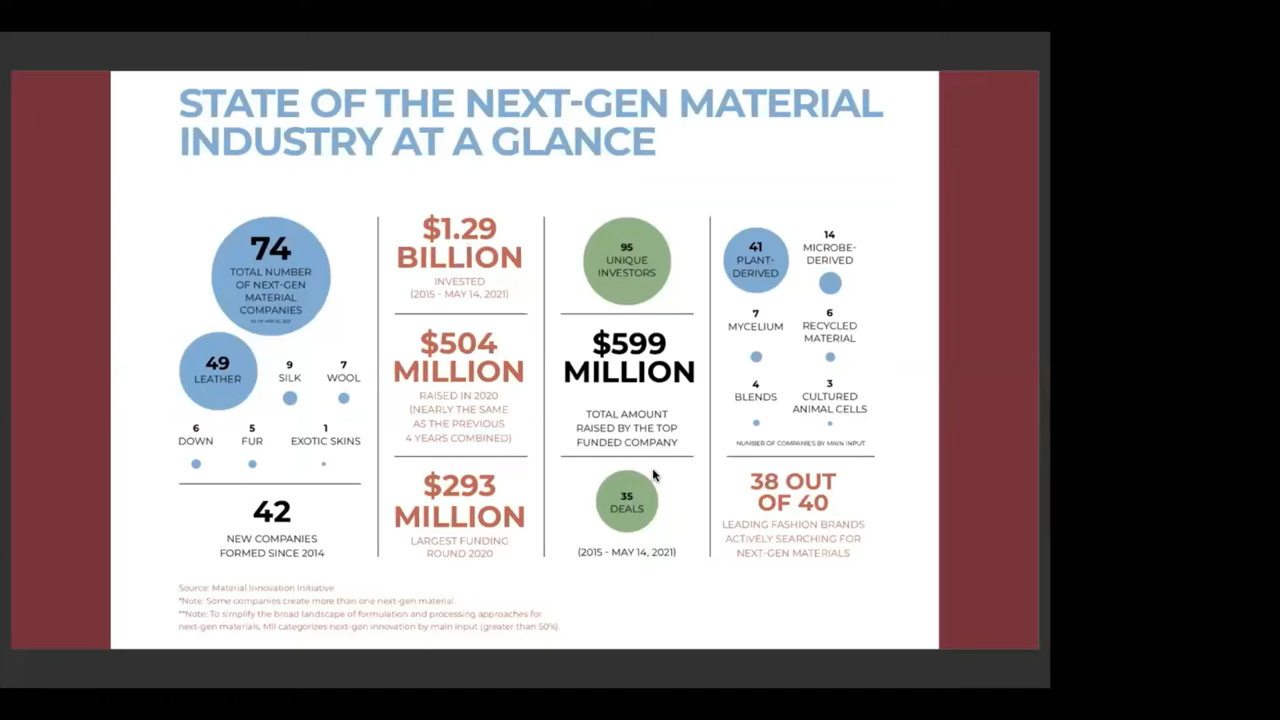 STATE OF THE NEXT-GEN MATERIAL
INDUSTRY AT A GLANCE
74
TOTAL NUMBER
OF NEXT-GEN
MATERIAL
COMPANIES
49
LEATHER
9
SILK
7
WOOL
6
DOWN
5
FUR
1
EXOTIC SKINS
42
NEW COMPANIES
FORMED SINCE 2014
$1.29
BILLION
INVESTED
(2015 - MAY 14, 2021)
$504
MILLION
RAISED IN 2020
(NEARLY THE SAME
AS THE PREVIOUS
4 YEARS COMBINED)
$293
MILLION
LARGEST FUNDING
ROUND 2020
95
UNIQUE
INVESTORS
$599
MILLION
TOTAL AMOUNT
RAISED BY THE TOP
FUNDED COMPANY
35
DEALS
(2015 - MAY 14, 2021)
41
PLANT-
DERIVED
14
MICROBE-
DERIVED
7
MYCELIUM
6
RECYCLED
MATERIAL
4
BLENDS
3
CULTURED
ANIMAL CELLS
NUMBER OF COMPANIES BY MAIN INPUT
38 OUT
OF 40
LEADING FASHION BRANDS
ACTIVELY SEARCHING FOR
NEXT-GEN MATERIALS
Source: Material Innovation Initiative
*Note: Some companies create more than one next-gen material.
**Note: To simplify the broad landscape of formulation and processing approaches for
next-gen materials, MII categorizes next-gen innovation by main input (greater than 50%).